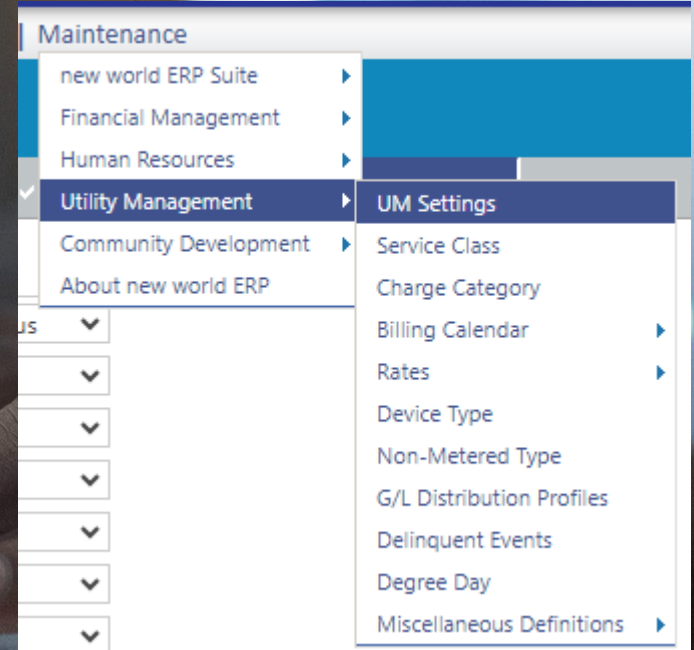 | Maintenance
new world ERP Suite
Financial Management
Human Resources
Utility Management
Community Development
About new world ERP
us
UM Settings
Service Class
Charge Category
Billing Calendar
Rates
Device Type
Non-Metered Type
G/L Distribution Profiles
Delinquent Events
Degree Day
Miscellaneous Definitions